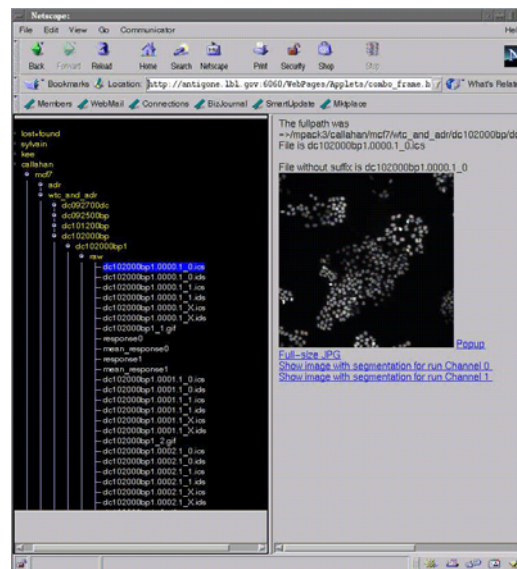 Netscape:
File Edit View Go Communicator Hel
Back Forward Reload Home Search Netscape Print Security Shop Stop
Bookmarks Location: http://antigone.lbl.gov:6060/WebPages/Applets/combo_frame.h What's Relate
Members WebMail Connections BizJournal SmartUpdate Mktplace
lost+found
sylvain
kee
callahan
mcf7
adr
wtc_and_adr
dc092700dc
dc092500bp
dc101200bp
dc102000bp
dc102000bp1
raw
dc102000bp1.0000.1_0.ics
dc102000bp1.0000.1_0.ids
dc102000bp1.0000.1_1.ics
dc102000bp1.0000.1_1.ids
dc102000bp1.0000.1_X.ics
dc102000bp1.0000.1_X.ids
dc102000bp1_1.gif
response0
mean_response0
response1
mean_response1
dc102000bp1.0001.1_0.ics
dc102000bp1.0001.1_0.ids
dc102000bp1.0001.1_1.ics
dc102000bp1.0001.1_1.ids
dc102000bp1.0001.1_X.ics
dc102000bp1.0001.1_X.ids
dc102000bp1_2.gif
dc102000bp1.0002.1_0.ics
dc102000bp1.0002.1_0.ids
dc102000bp1.0002.1_1.ics
dc102000bp1.0002.1_1.ids
dc102000bp1.0002.1_X.ics
dc102000bp1.0002.1_X.ids
The fullpath was
=>/mpack3/callahan/mcf7/wtc_and_adr/dc102000bp/dc
File is dc102000bp1.0000.1_0.ics
File without suffix is dc102000bp1.0000.1_0
Popup
Full-size JPG
Show image with segmentation for run Channel 0
Show image with segmentation for run Channel 1